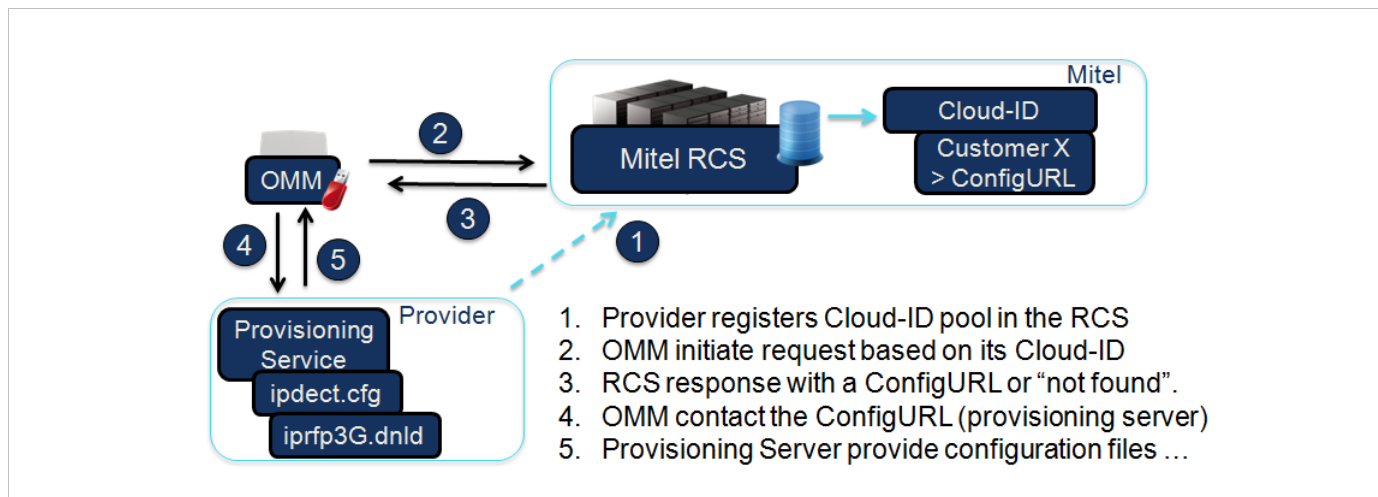 Mitel
Cloud-ID
Customer X
> ConfigURL
Mitel RCS
OMM
2
3
1
4
5
Provider
Provisioning
Service
ipdect.cfg
iprfp3G.dnld
1. Provider registers Cloud-ID pool in the RCS
2. OMM initiate request based on its Cloud-ID
3. RCS response with a ConfigURL or “not found”.
4. OMM contact the ConfigURL (provisioning server)
5. Provisioning Server provide configuration files …